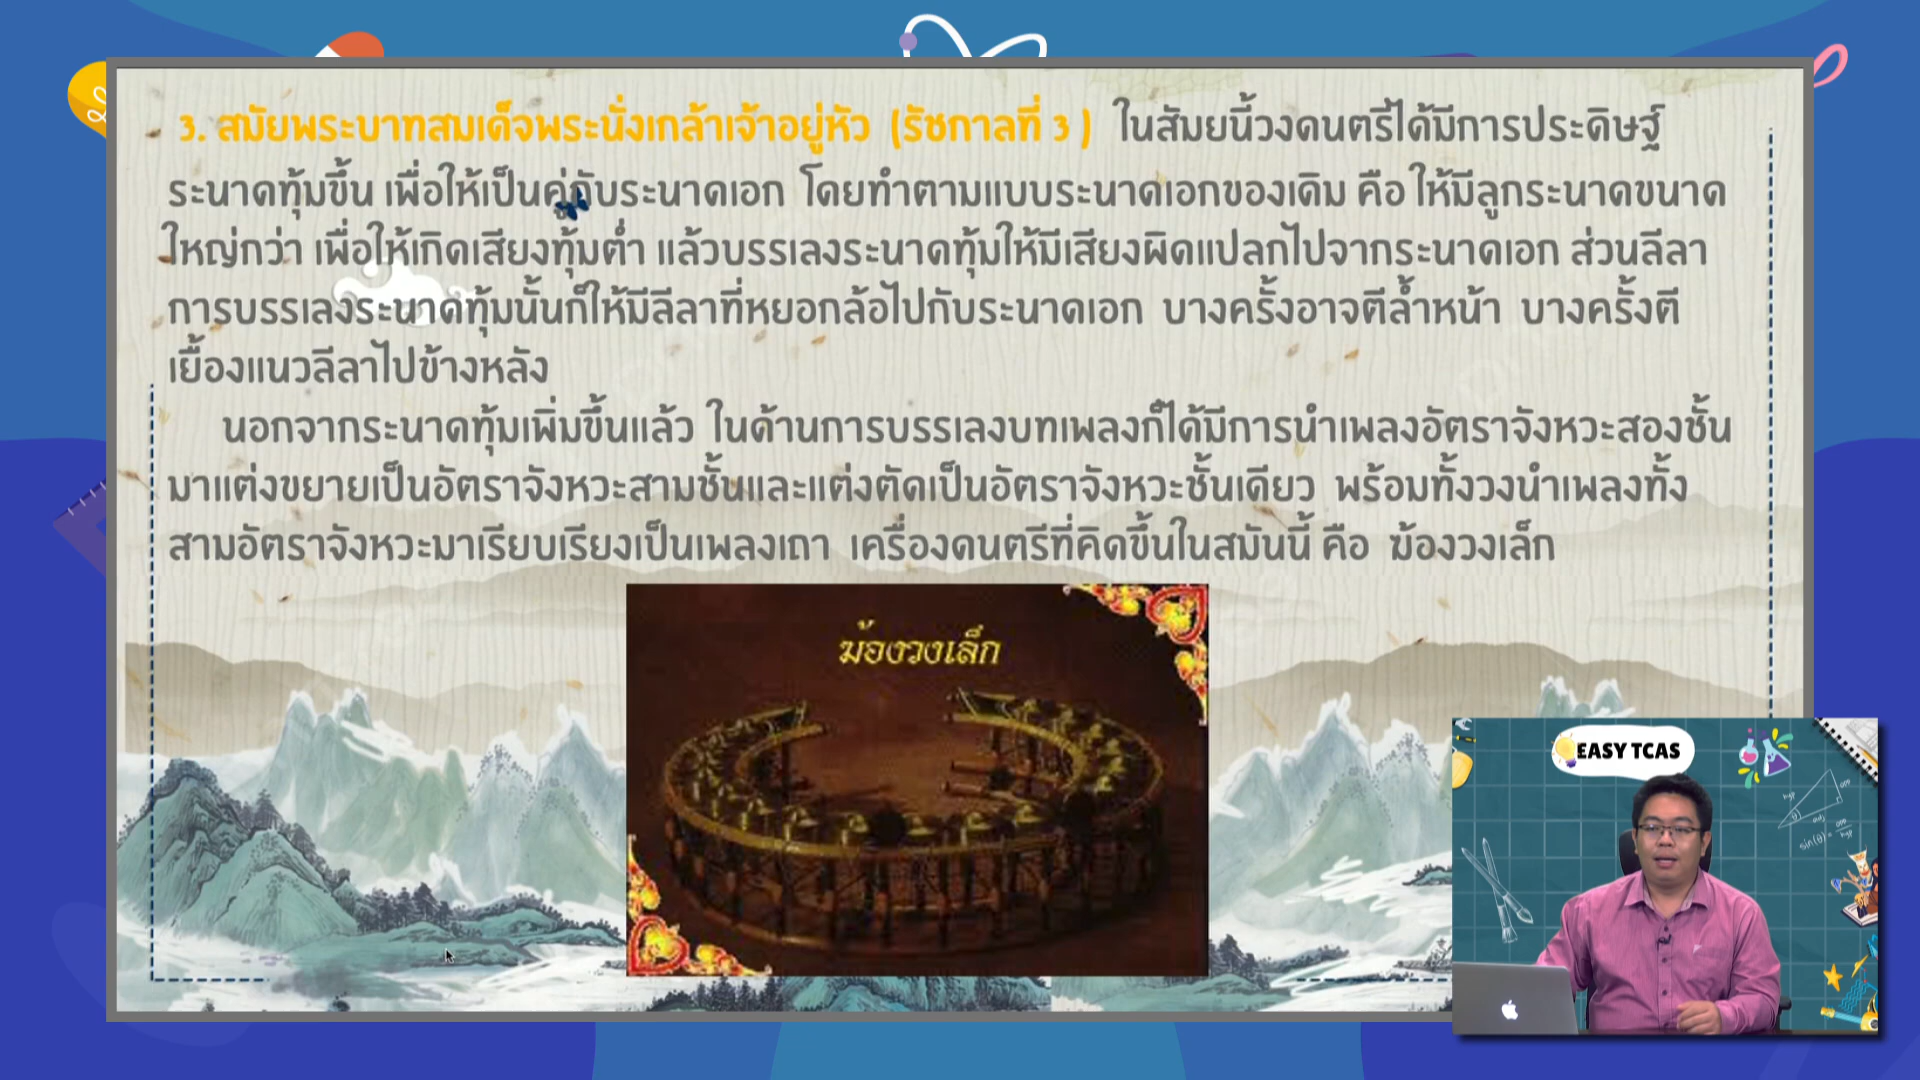 3. สมัยพระบาทสมเด็จพระนั่งเกล้าเจ้าอยู่หัว (รัชกาลที่ 3 ) ในสัมยนี้วงดนตรีได้มีการประดิษฐ์
ระนาดทุ้มขึ้น เพื่อให้เป็นคู่กับระนาดเอก โดยทำตามแบบระนาดเอกของเดิม คือ ให้มีลูกระนาดขนาด
ใหญ่กว่า เพื่อให้เกิดเสียงทุ้มต่ำ แล้วบรรเลงระนาดทุ้มให้มีเสียงผิดแปลกไปจากระนาดเอก ส่วนลีลา
การบรรเลงระนาดทุ้มนั้นก็ให้มีลีลาที่หยอกล้อไปกับระนาดเอก บางครั้งอาจตีล้ำหน้า บางครั้งตี
เยื้องแนวลีลาไปข้างหลัง
นอกจากระนาดทุ้มเพิ่มขึ้นแล้ว ในด้านการบรรเลงบทเพลงก็ได้มีการนำเพลงอัตราจังหวะสองชั้น
มาแต่งขยายเป็นอัตราจังหวะสามชั้นและแต่งตัดเป็นอัตราจังหวะชั้นเดียว พร้อมทั้งวงนำเพลงทั้ง
สามอัตราจังหวะมาเรียบเรียงเป็นเพลงเถา เครื่องดนตรีที่คิดขึ้นในสมันนี้ คือ ฆ้องวงเล็ก
ฆ้องวงเล็ก
EASY TCAS
hyp
opp
adj
sin(θ) = opp
hyp